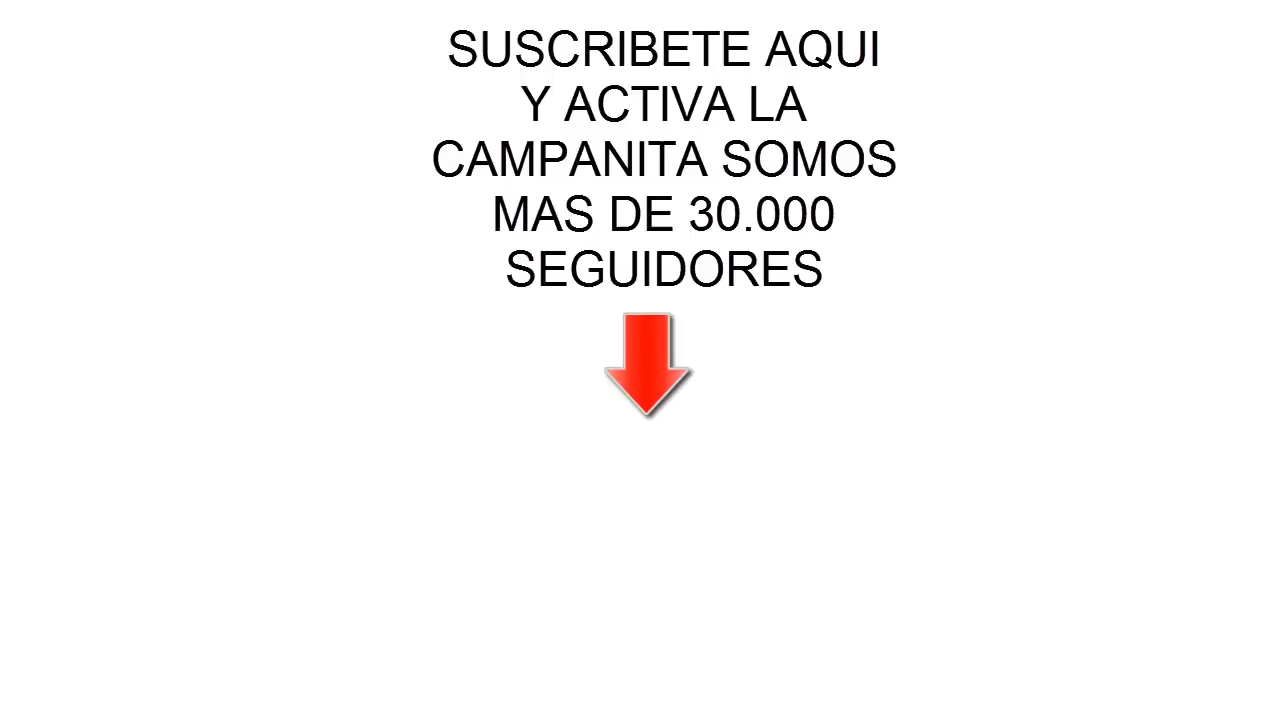 SUSCRIBETE AQUI
Y ACTIVA LA
CAMPANITA SOMOS
MAS DE 30.000
SEGUIDORES